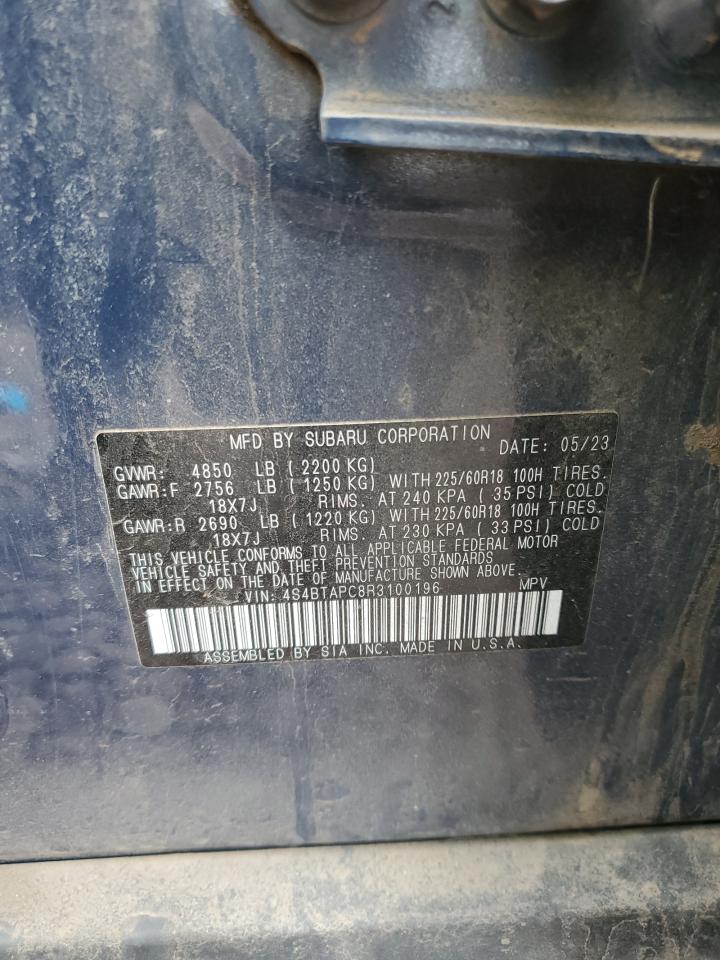 MFD BY SUBARU CORPORATION DATE: 05/23
GVWR: 4850 LB ( 2200 KG)
GAWR:F 2756 LB ( 1250 KG) WITH 225/60R18 100H TIRES.
18X7J RIMS. AT 240 KPA ( 35 PSI) COLD
GAWR:R 2690 LB ( 1220 KG) WITH 225/60R18 100H TIRES.
18X7J RIMS. AT 230 KPA ( 33 PSI) COLD
THIS VEHICLE CONFORMS TO ALL APPLICABLE FEDERAL MOTOR
VEHICLE SAFETY AND THEFT PREVENTION STANDARDS
IN EFFECT ON THE DATE OF MANUFACTURE SHOWN ABOVE.
VIN: 4S4BTAPC8R3100196 MPV
ASSEMBLED BY SIA INC. MADE IN U.S.A.